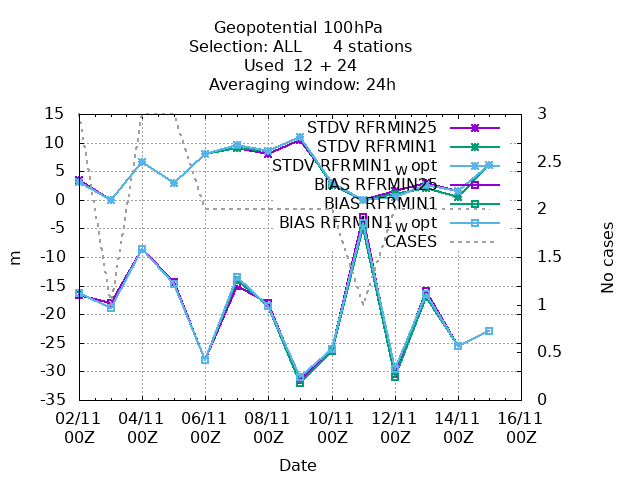 Geopotential 100hPa
Selection: ALL 4 stations
Used 12 + 24
Averaging window: 24h
15
10
5
0
-5
-10
-15
-20
-25
-30
-35
m
3
2.5
2
1.5
1
0.5
0
No cases
STDV RFRMIN25
STDV RFRMIN1
STDV RFRMIN1_w opt
BIAS RFRMIN25
BIAS RFRMIN1
BIAS RFRMIN1_w opt
CASES
02/11 04/11 06/11 08/11 10/11 12/11 14/11 16/11
00Z 00Z 00Z 00Z 00Z 00Z 00Z 00Z
Date